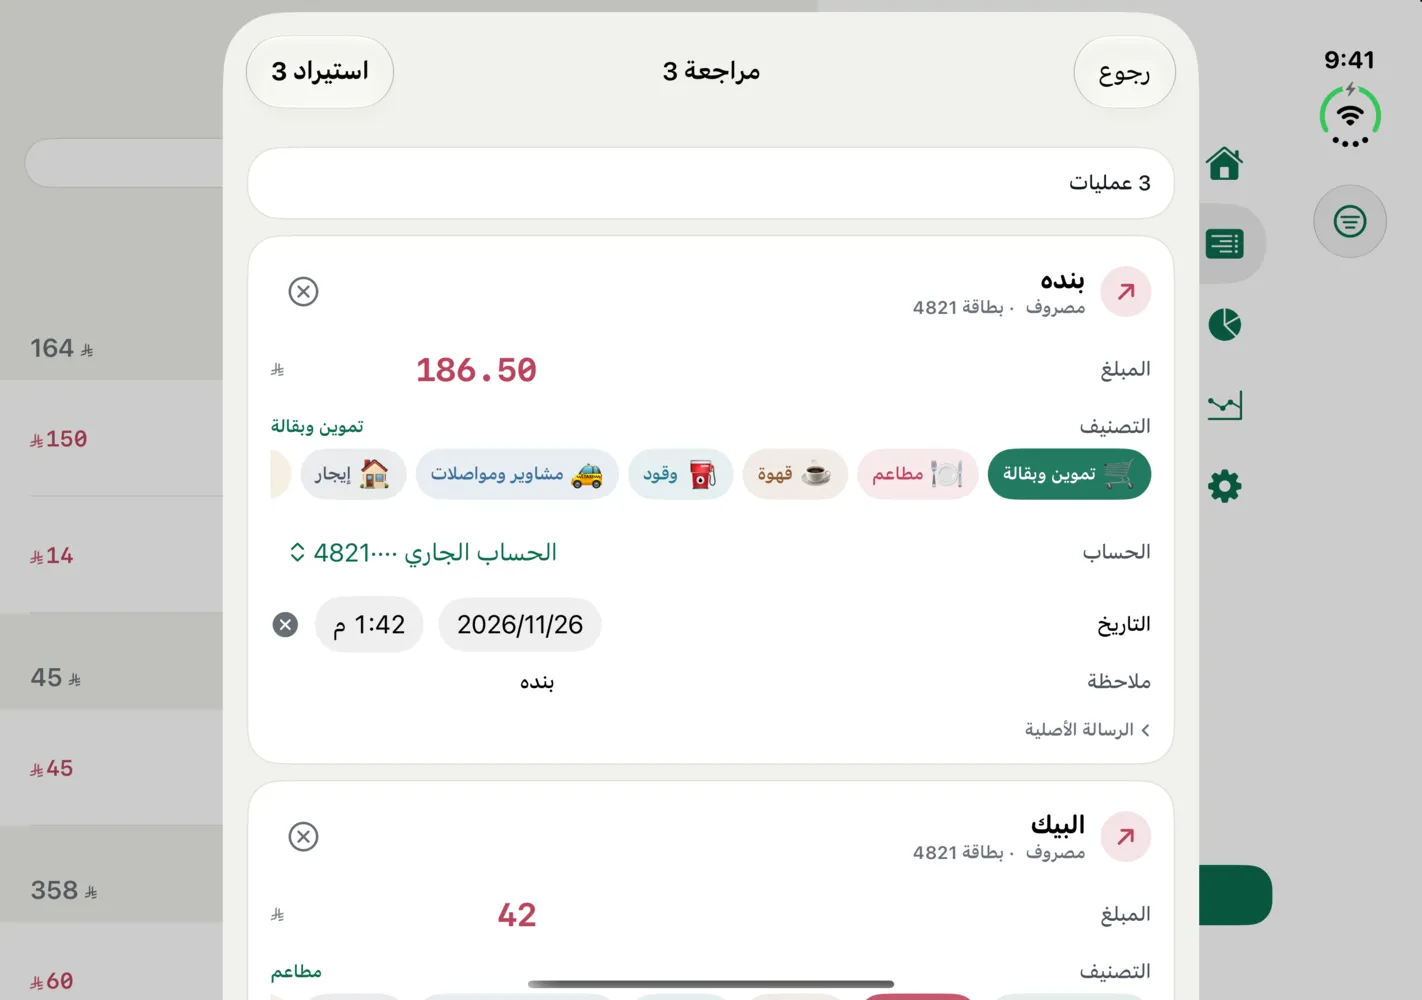 9:41
رجوع
مراجعة 3
استيراد 3
3 عمليات
بنده
مصروف · بطاقة 4821
المبلغ
186.50
التصنيف
تموين وبقالة
تموين وبقالة
مطاعم
قهوة
وقود
مشاوير ومواصلات
إيجار
الحساب
الحساب الجاري ····4821
التاريخ
2026/11/26
1:42 م
ملاحظة
بنده
الرسالة الأصلية
البيك
مصروف · بطاقة 4821
المبلغ
42
التصنيف
مطاعم
164
150
14
45
45
358
60